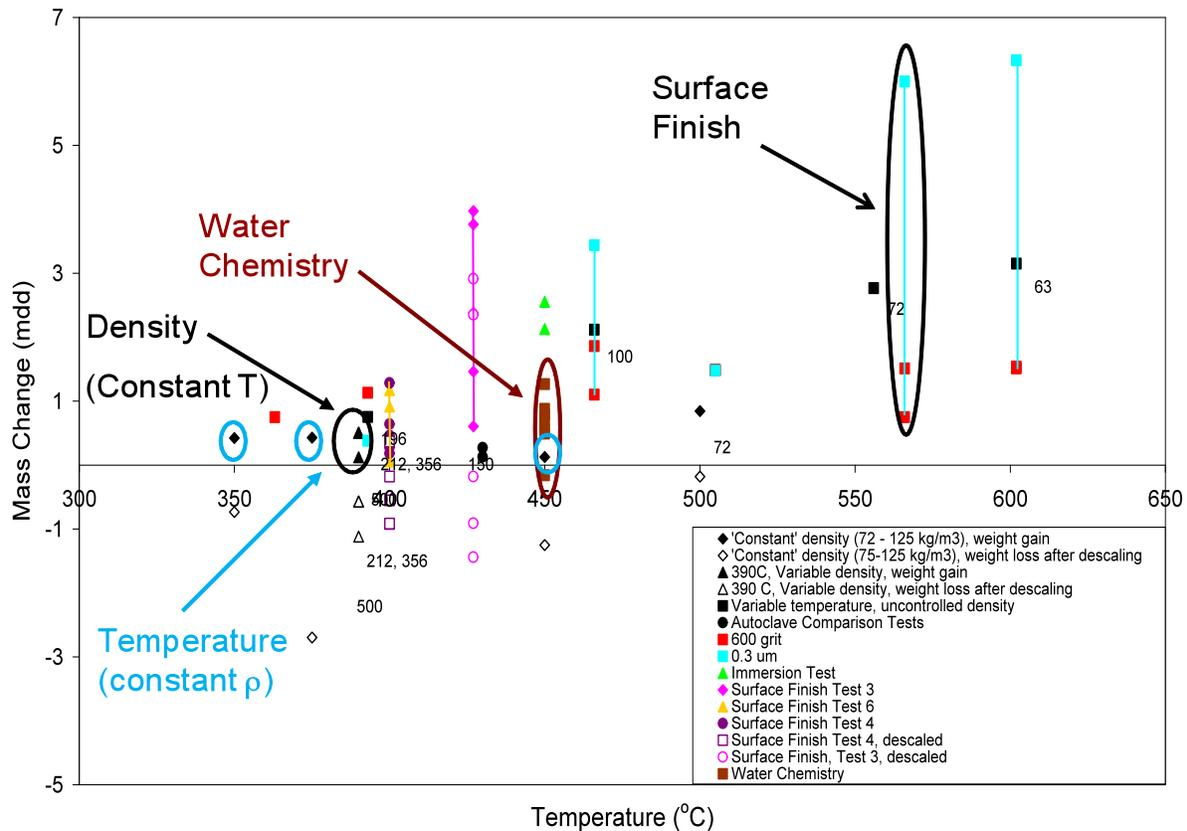 7
5
3
1
-1
-3
-5
Mass Change (mdd)
300
350
400
450
500
550
600
650
Temperature (°C)
Surface
Finish
Water
Chemistry
Density
(Constant T)
Temperature
(constant ρ)
196
212, 356
150
500
212, 356
500
100
72
72
63
'Constant' density (72 - 125 kg/m3), weight gain
'Constant' density (75-125 kg/m3), weight loss after descaling
390C, Variable density, weight gain
390 C, Variable density, weight loss after descaling
Variable temperature, uncontrolled density
Autoclave Comparison Tests
600 grit
0.3 um
Immersion Test
Surface Finish Test 3
Surface Finish Test 6
Surface Finish Test 4
Surface Finish Test 4, descaled
Surface Finish, Test 3, descaled
Water Chemistry